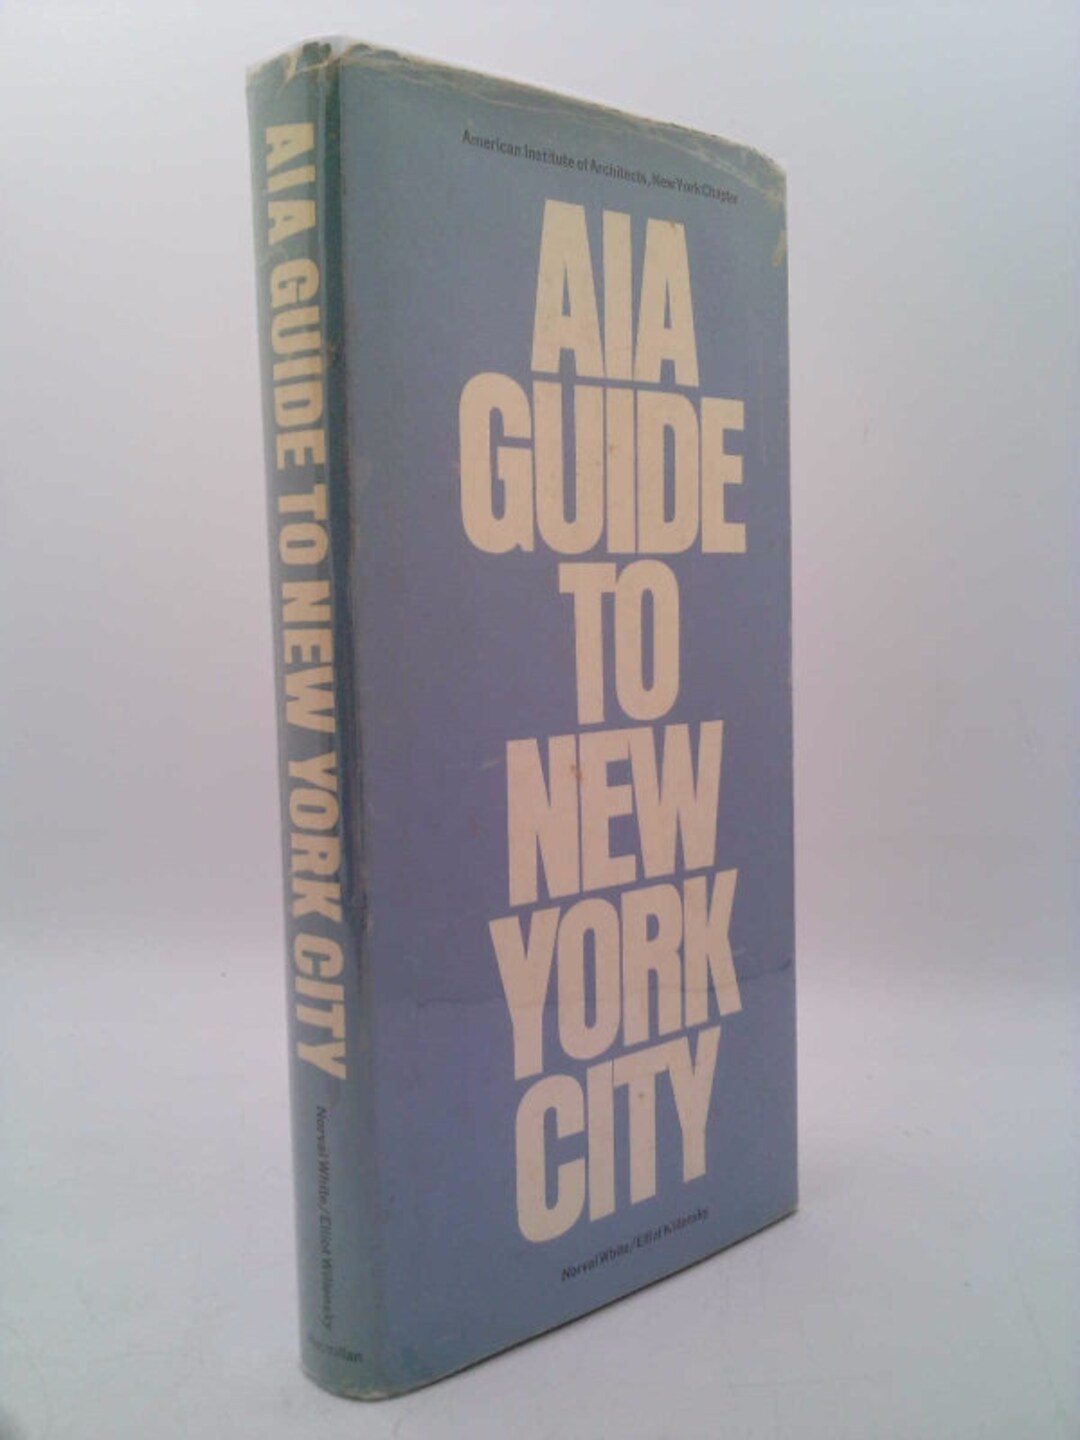 American Institute of Architects, New York Chapter
AIA
GUIDE
TO
NEW
YORK
CITY
Norval White/Elliot Willensky
AIA GUIDE TO NEW YORK CITY
Norval White/Elliot Willensky
Macmillan